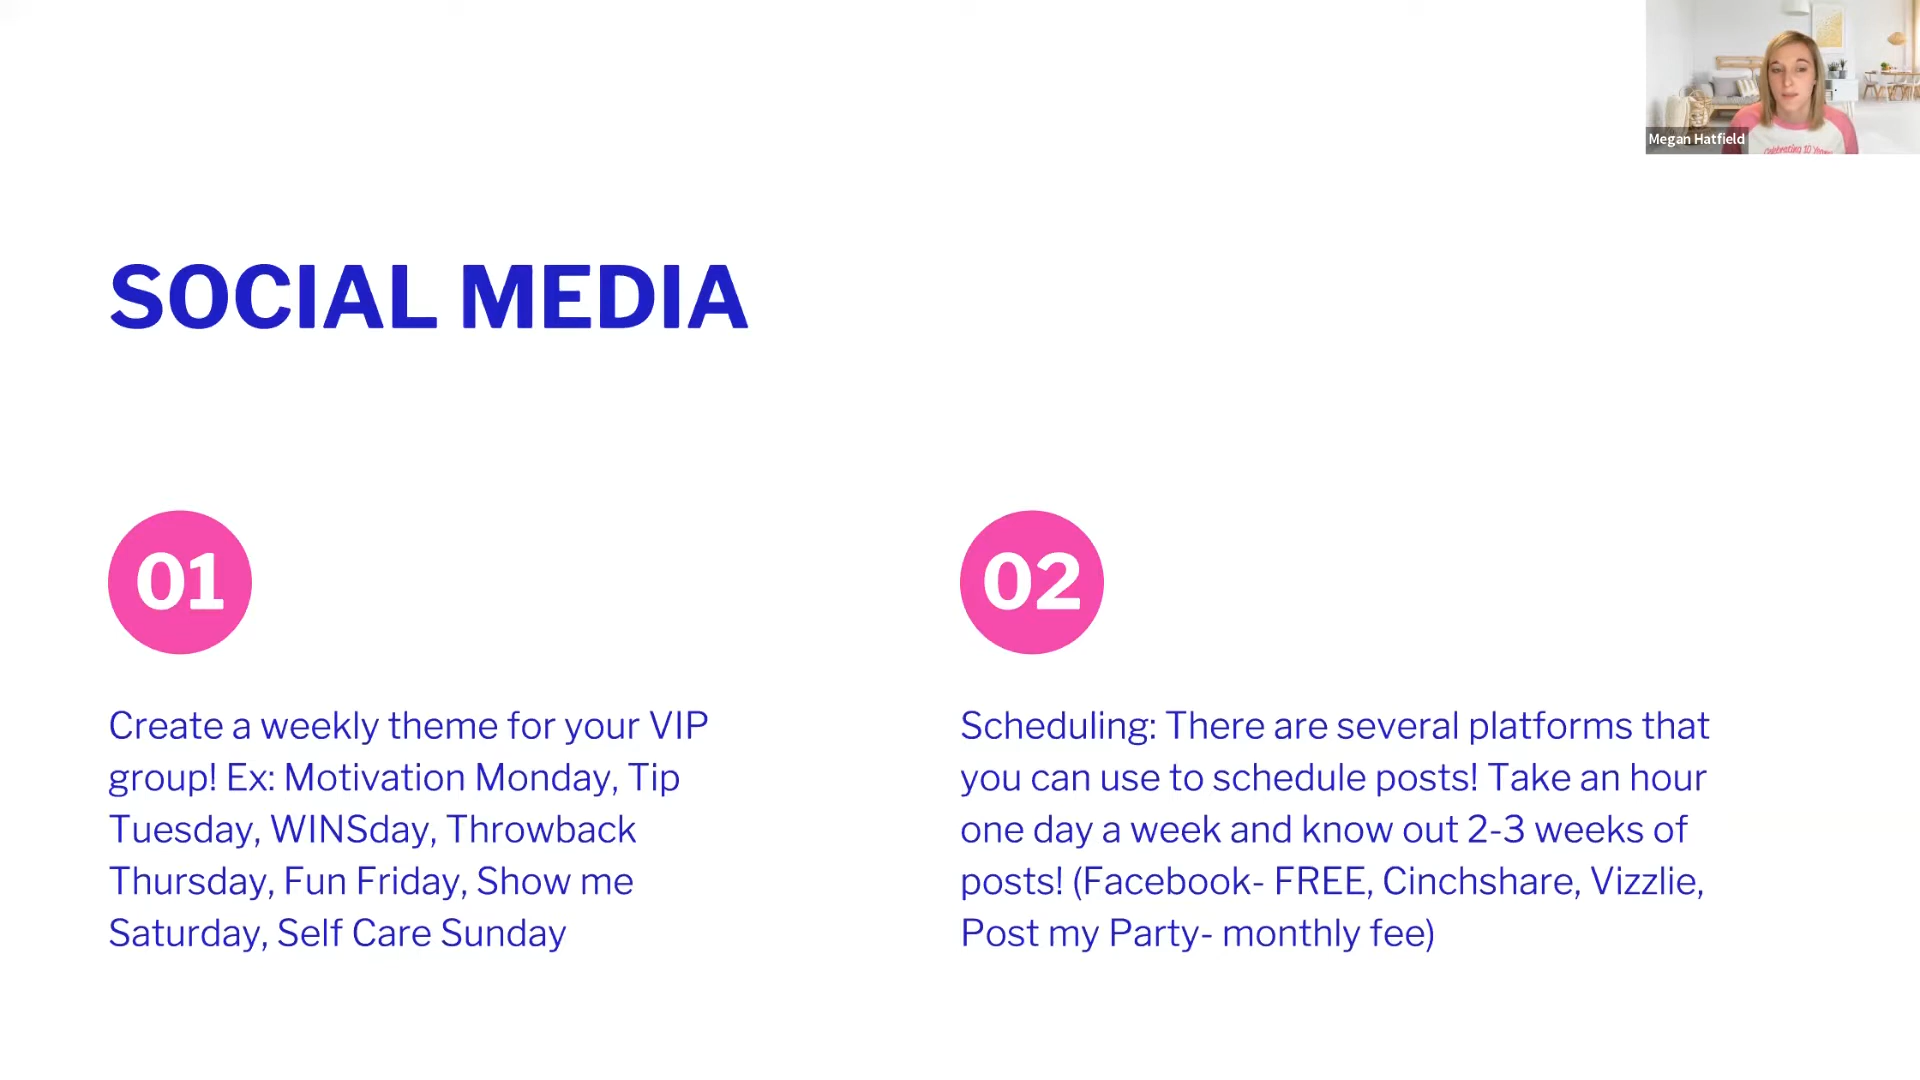 Megan Hatfield
Celebrating 10 Years
SOCIAL MEDIA
01
Create a weekly theme for your VIP
group! Ex: Motivation Monday, Tip
Tuesday, WINSday, Throwback
Thursday, Fun Friday, Show me
Saturday, Self Care Sunday
02
Scheduling: There are several platforms that
you can use to schedule posts! Take an hour
one day a week and know out 2-3 weeks of
posts! (Facebook- FREE, Cinchshare, Vizzlie,
Post my Party- monthly fee)